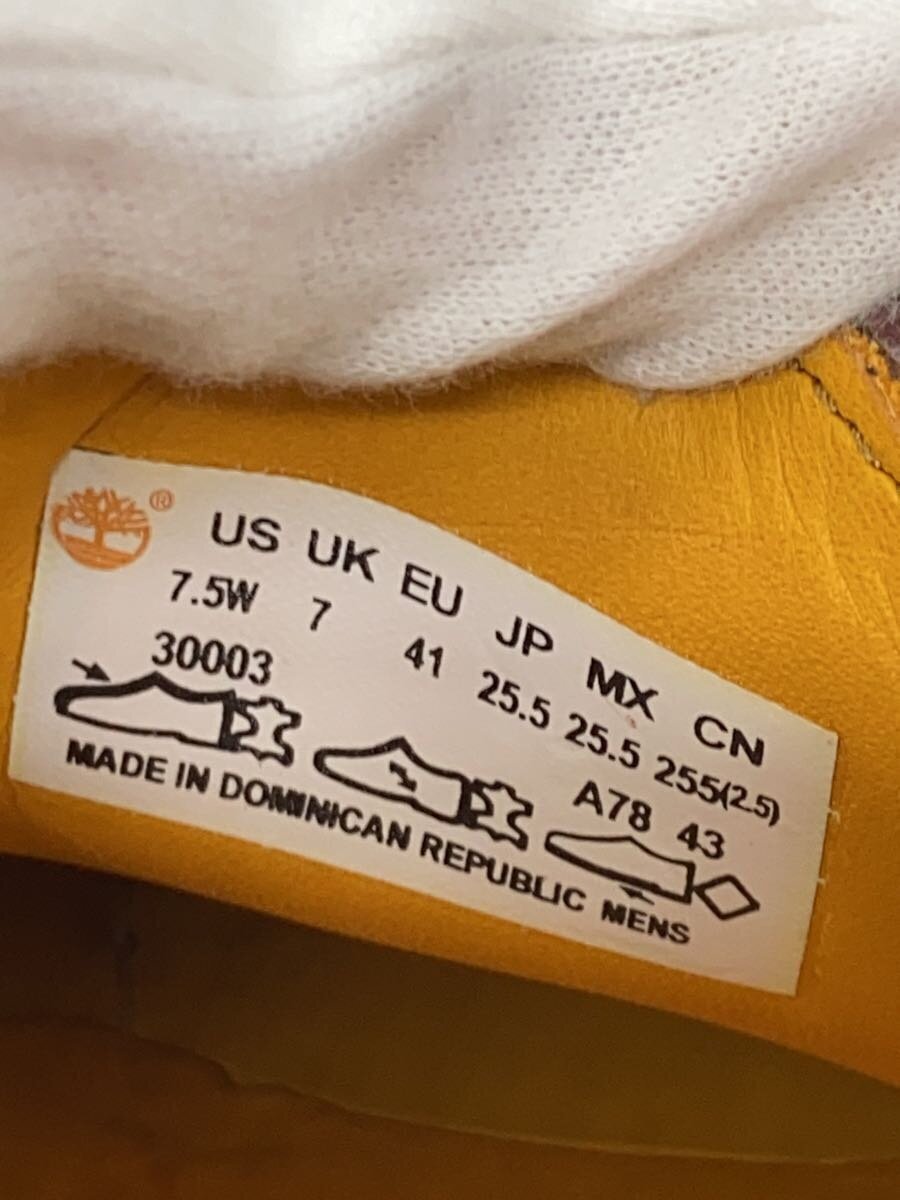 ®
US UK EU JP MX CN
7.5W 7 41 25.5 25.5 255(2.5)
30003 A78 43
MADE IN DOMINICAN REPUBLIC MENS